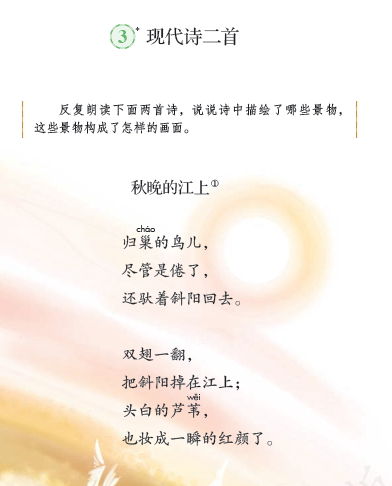 3 现代诗二首
反复朗读下面两首诗，说说诗中描绘了哪些景物，
这些景物构成了怎样的画面。
秋晚的江上①
cháo
归巢的鸟儿，
尽管是倦了，
还驮着斜阳回去。
双翅一翻，
把斜阳掉在江上；
wěi
头白的芦苇，
也妆成一瞬的红颜了。